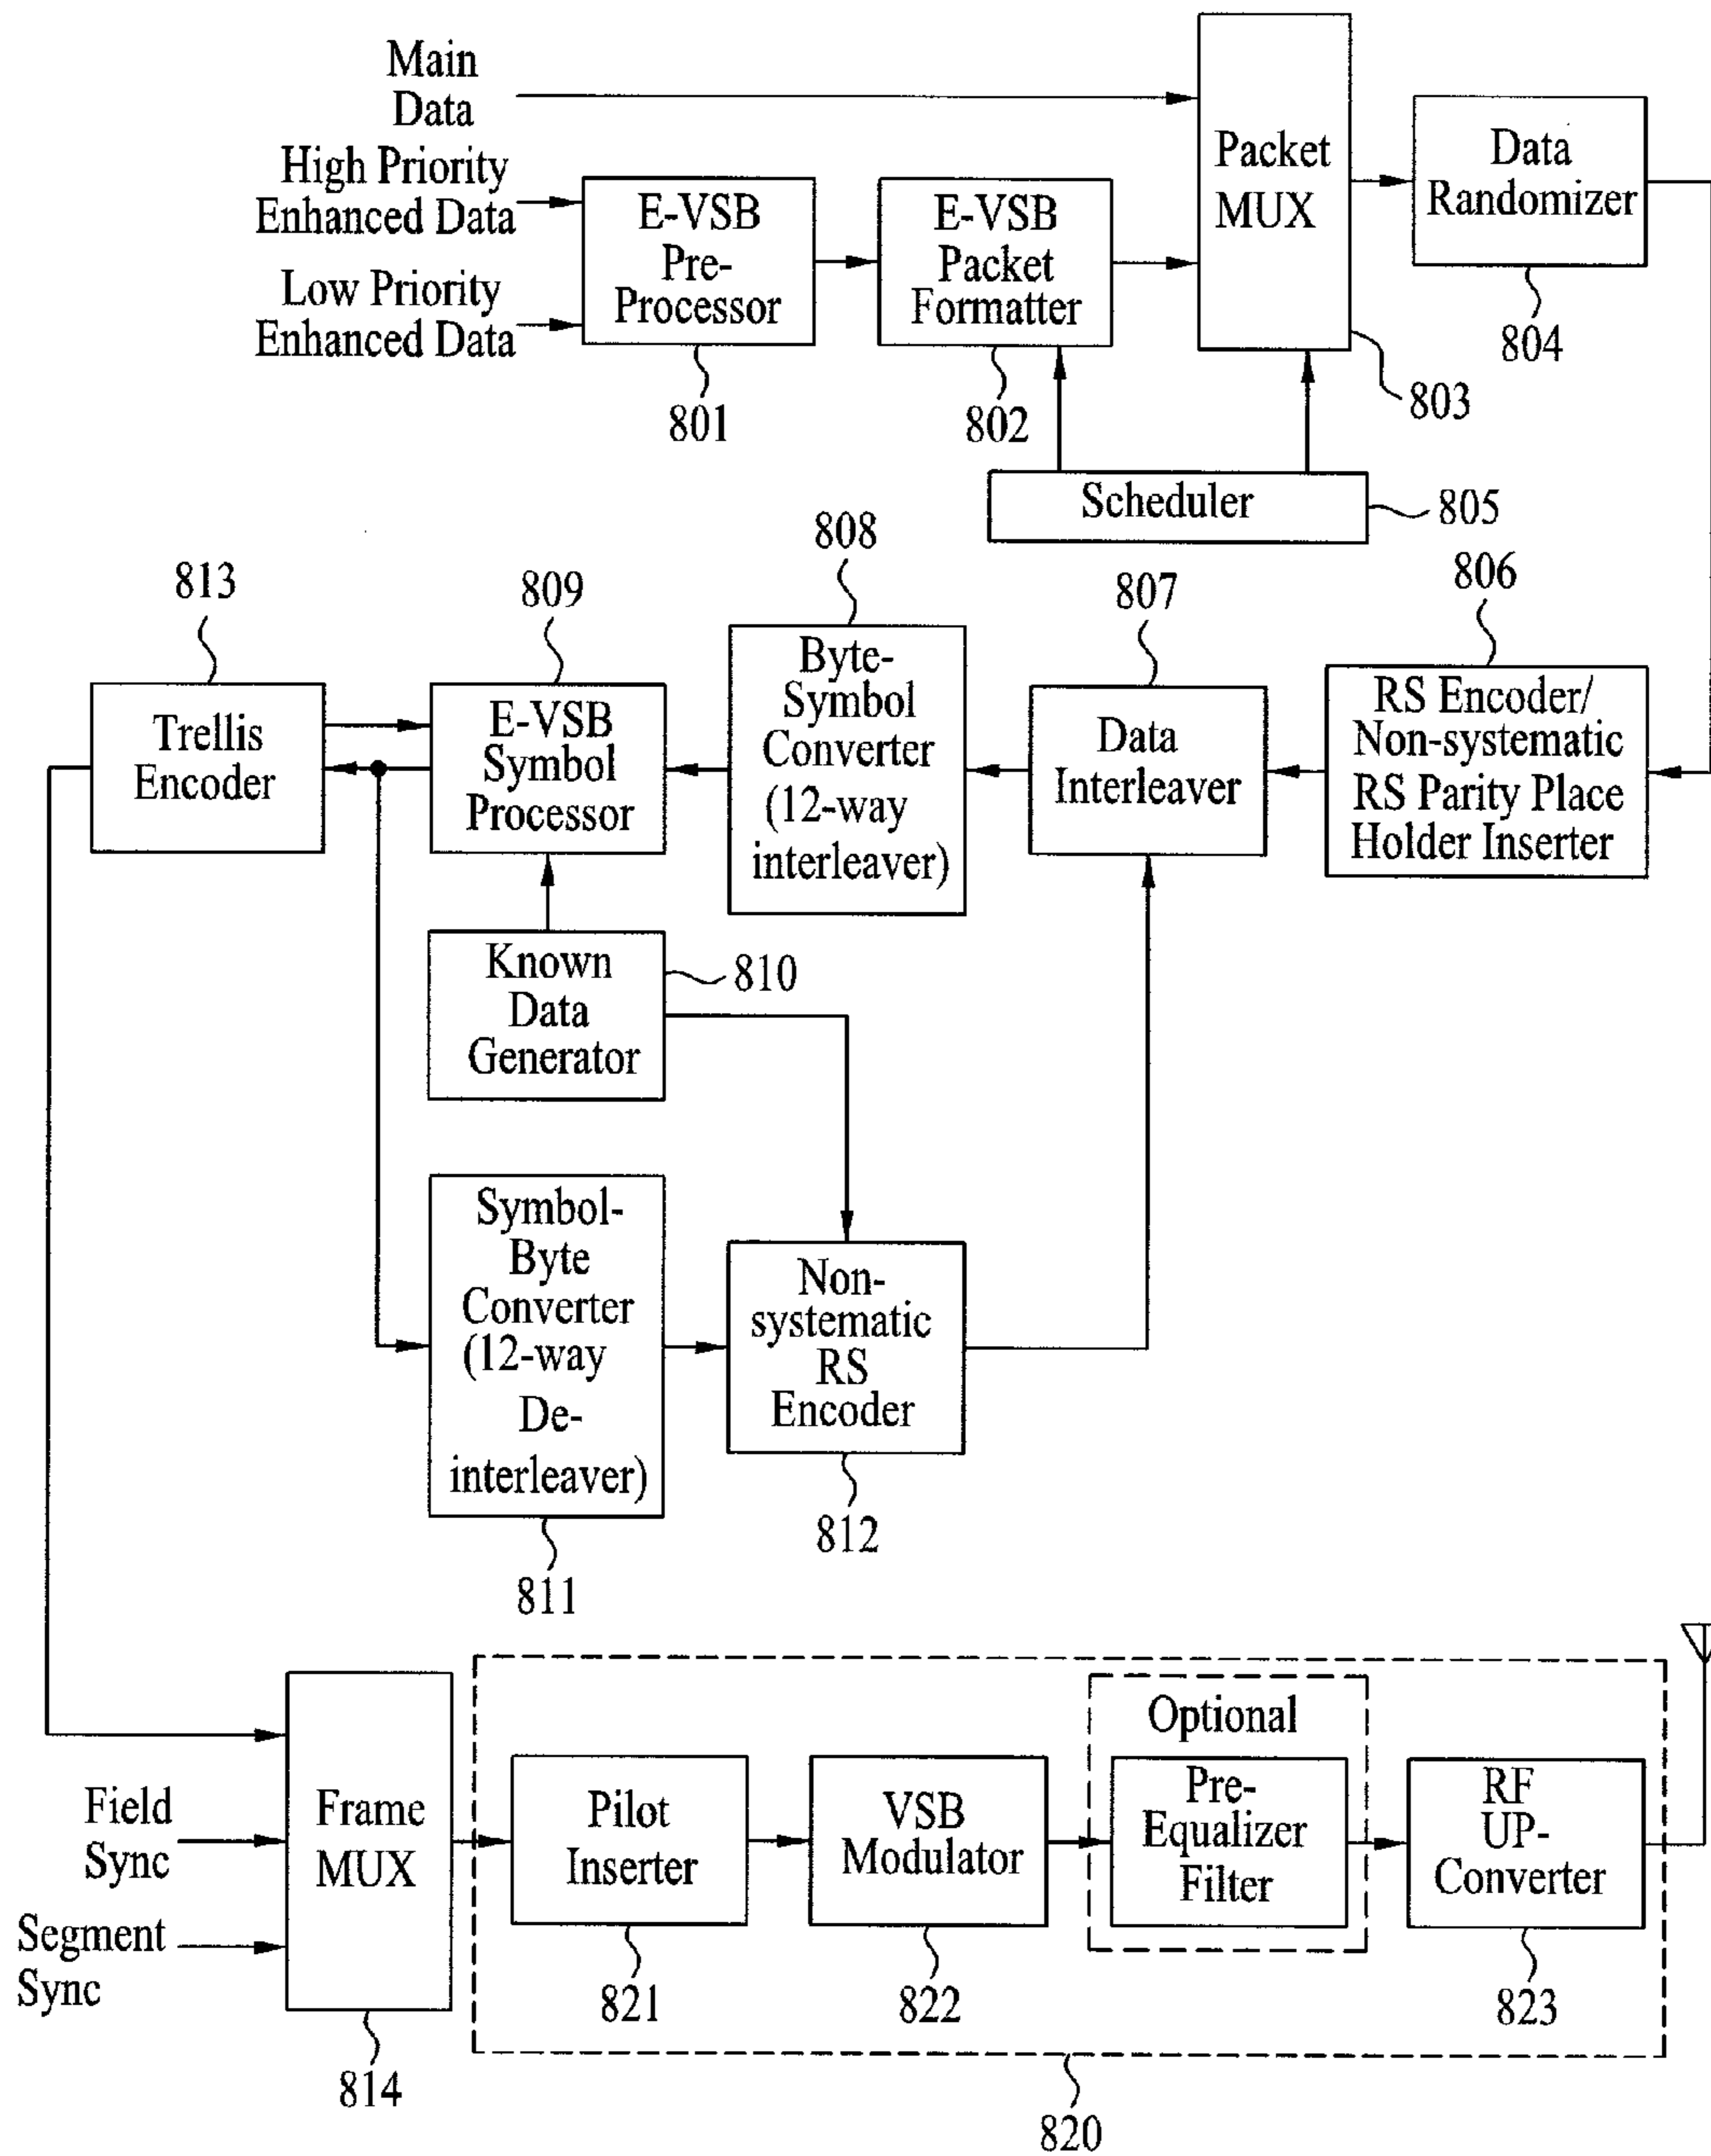 Main
Data
High Priority
Enhanced Data
Low Priority
Enhanced Data
E-VSB
Pre-
Processor
801
E-VSB
Packet
Formatter
802
Packet
MUX
803
Data
Randomizer
804
Scheduler
805
RS Encoder/
Non-systematic
RS Parity Place
Holder Inserter
806
Data
Interleaver
807
Byte-
Symbol
Converter
(12-way
interleaver)
808
E-VSB
Symbol
Processor
809
Trellis
Encoder
813
Known
Data
Generator
810
Symbol-
Byte
Converter
(12-way
De-
interleaver)
811
Non-
systematic
RS
Encoder
812
Field
Sync
Segment
Sync
Frame
MUX
814
Pilot
Inserter
821
VSB
Modulator
822
Optional
Pre-
Equalizer
Filter
RF
UP-
Converter
823
820